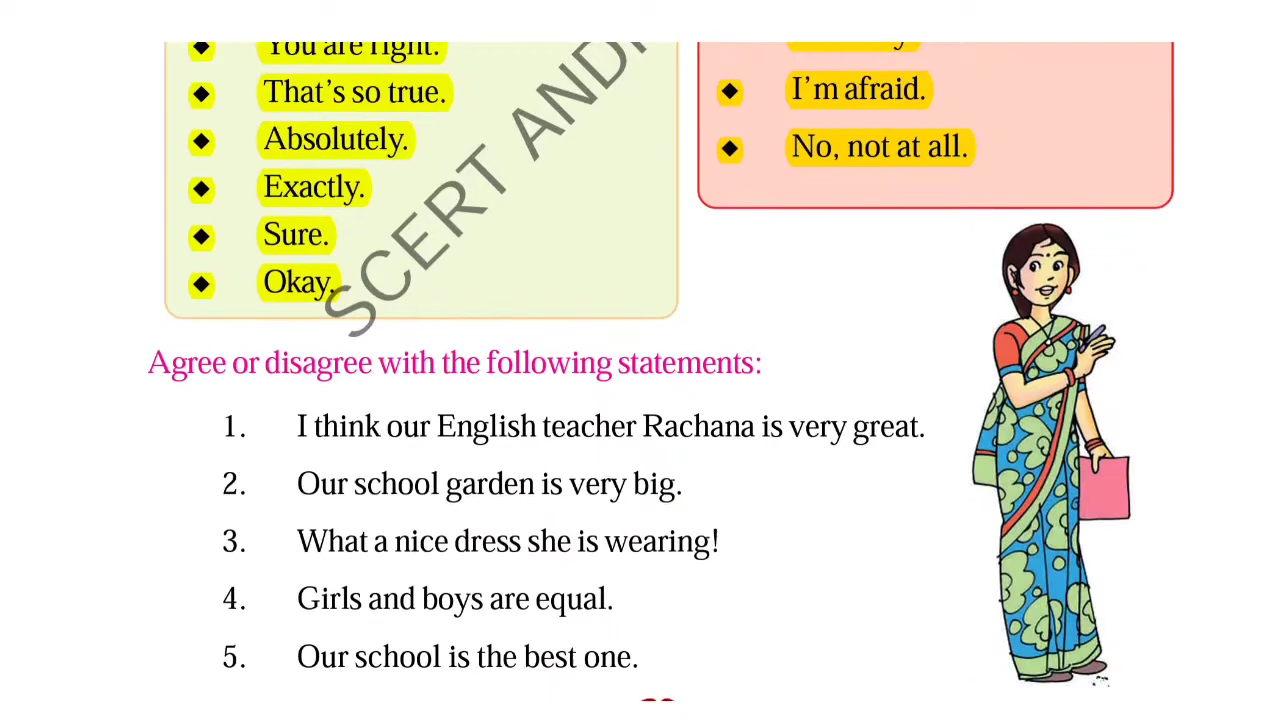 You are right.
That's so true.
Absolutely.
Exactly.
Sure.
Okay.
I'm afraid.
No, not at all.
SCERT
Agree or disagree with the following statements:
1. I think our English teacher Rachana is very great.
2. Our school garden is very big.
3. What a nice dress she is wearing!
4. Girls and boys are equal.
5. Our school is the best one.